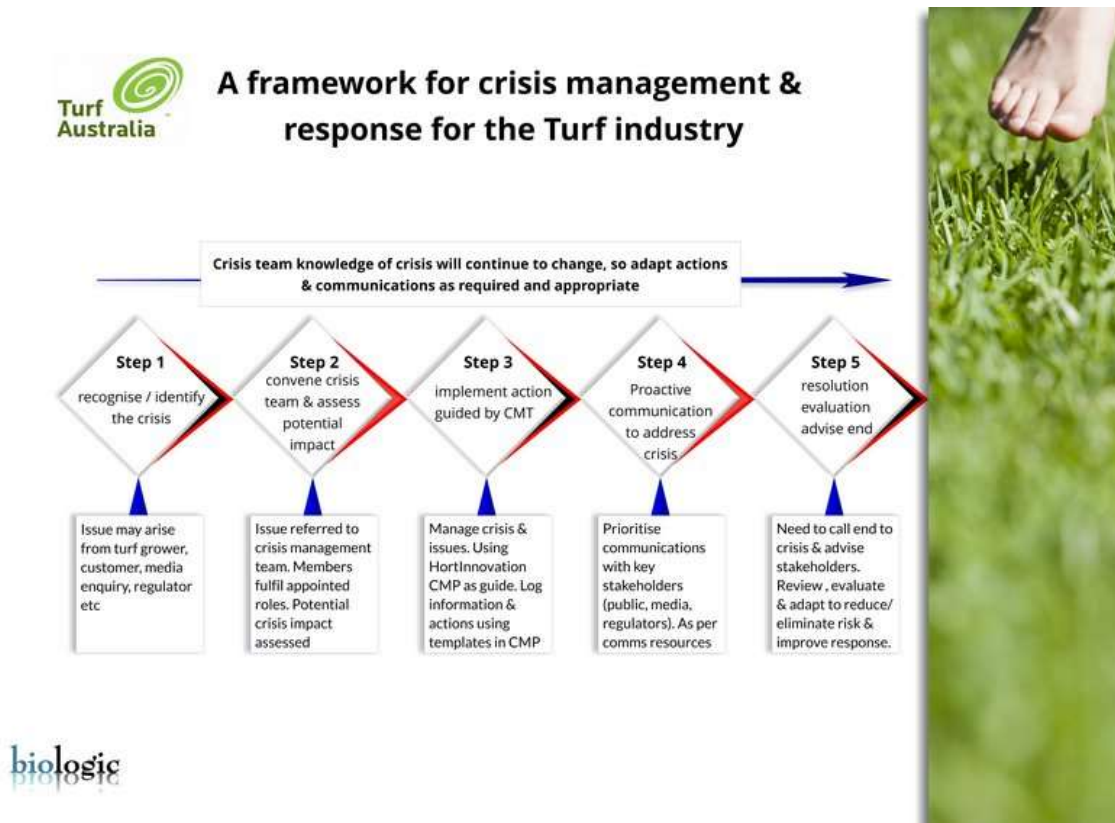 Turf
Australia
A framework for crisis management &
response for the Turf industry
Crisis team knowledge of crisis will continue to change, so adapt actions
& communications as required and appropriate
Step 1
recognise / identify
the crisis
Step 2
convene crisis
team & assess
potential
impact
Step 3
implement action
guided by CMT
Step 4
Proactive
communication
to address
crisis
Step 5
resolution
evaluation
advise end
Issue may arise
from turf grower,
customer, media
enquiry, regulator
etc
Issue referred to
crisis management
team. Members
fulfil appointed
roles. Potential
crisis impact
assessed
Manage crisis &
issues. Using
HortInnovation
CMP as guide. Log
information &
actions using
templates in CMP
Prioritise
communications
with key
stakeholders
(public, media,
regulators). As per
comms resources
Need to call end to
crisis & advise
stakeholders.
Review , evaluate
& adapt to reduce/
eliminate risk &
improve response.
biologic